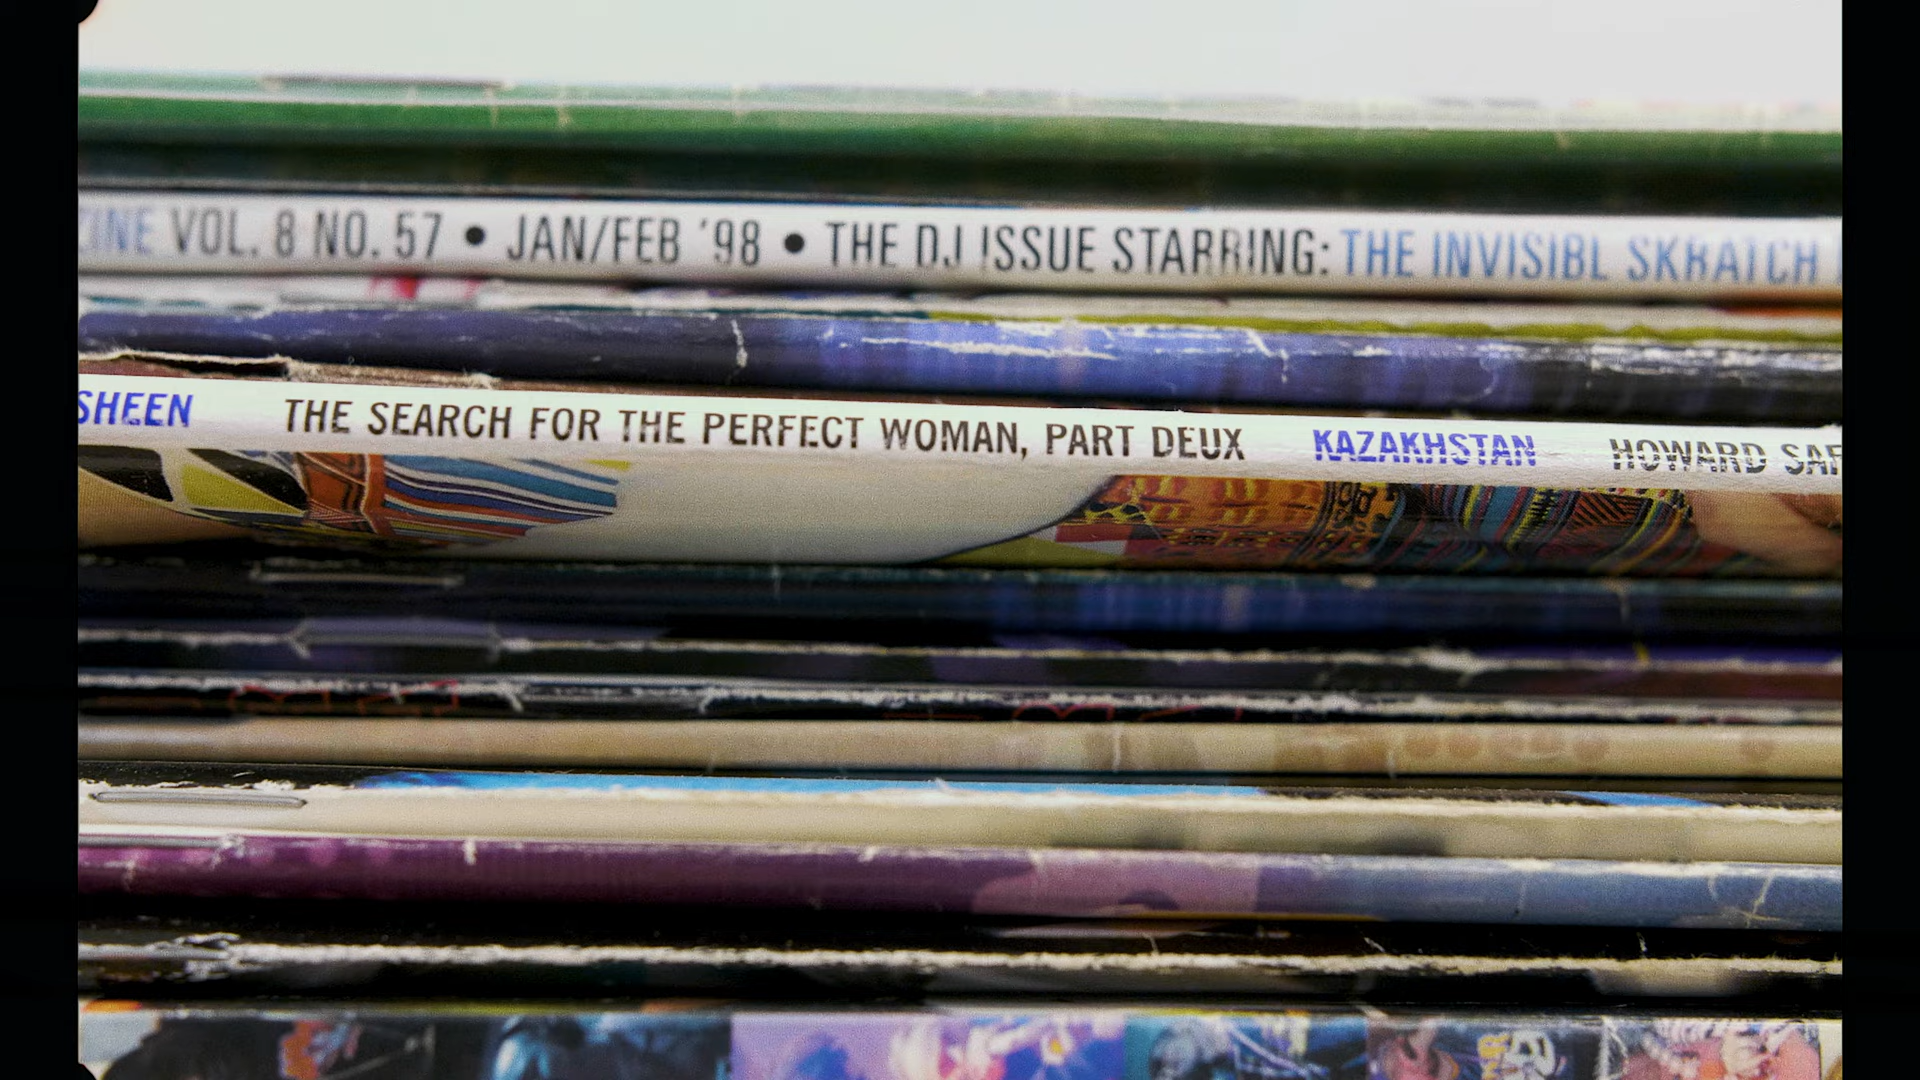 VOL. 8 NO. 57 • JAN/FEB '98 • THE DJ ISSUE STARRING: THE INVISIBL SKRATCH
SHEEN THE SEARCH FOR THE PERFECT WOMAN, PART DEUX KAZAKHSTAN HOWARD